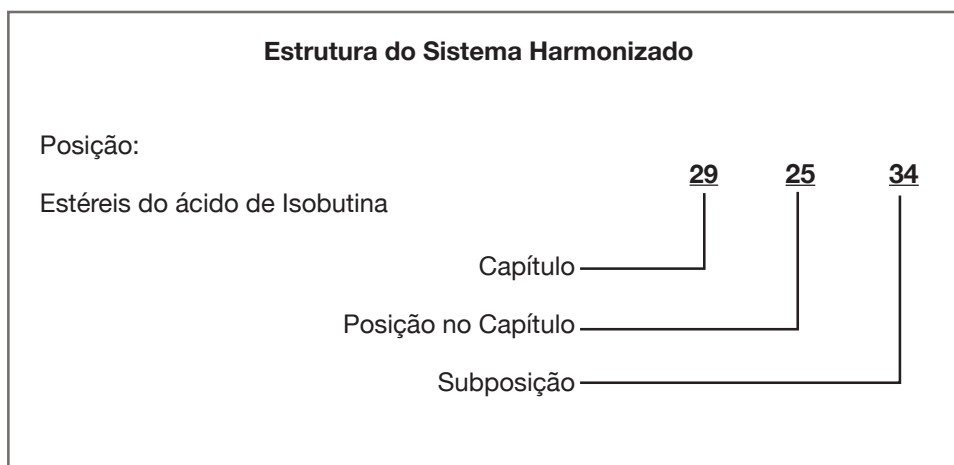 Estrutura do Sistema Harmonizado
Posição:
29 25 34
Estéreis do ácido de Isobutina
Capítulo
Posição no Capítulo
Subposição